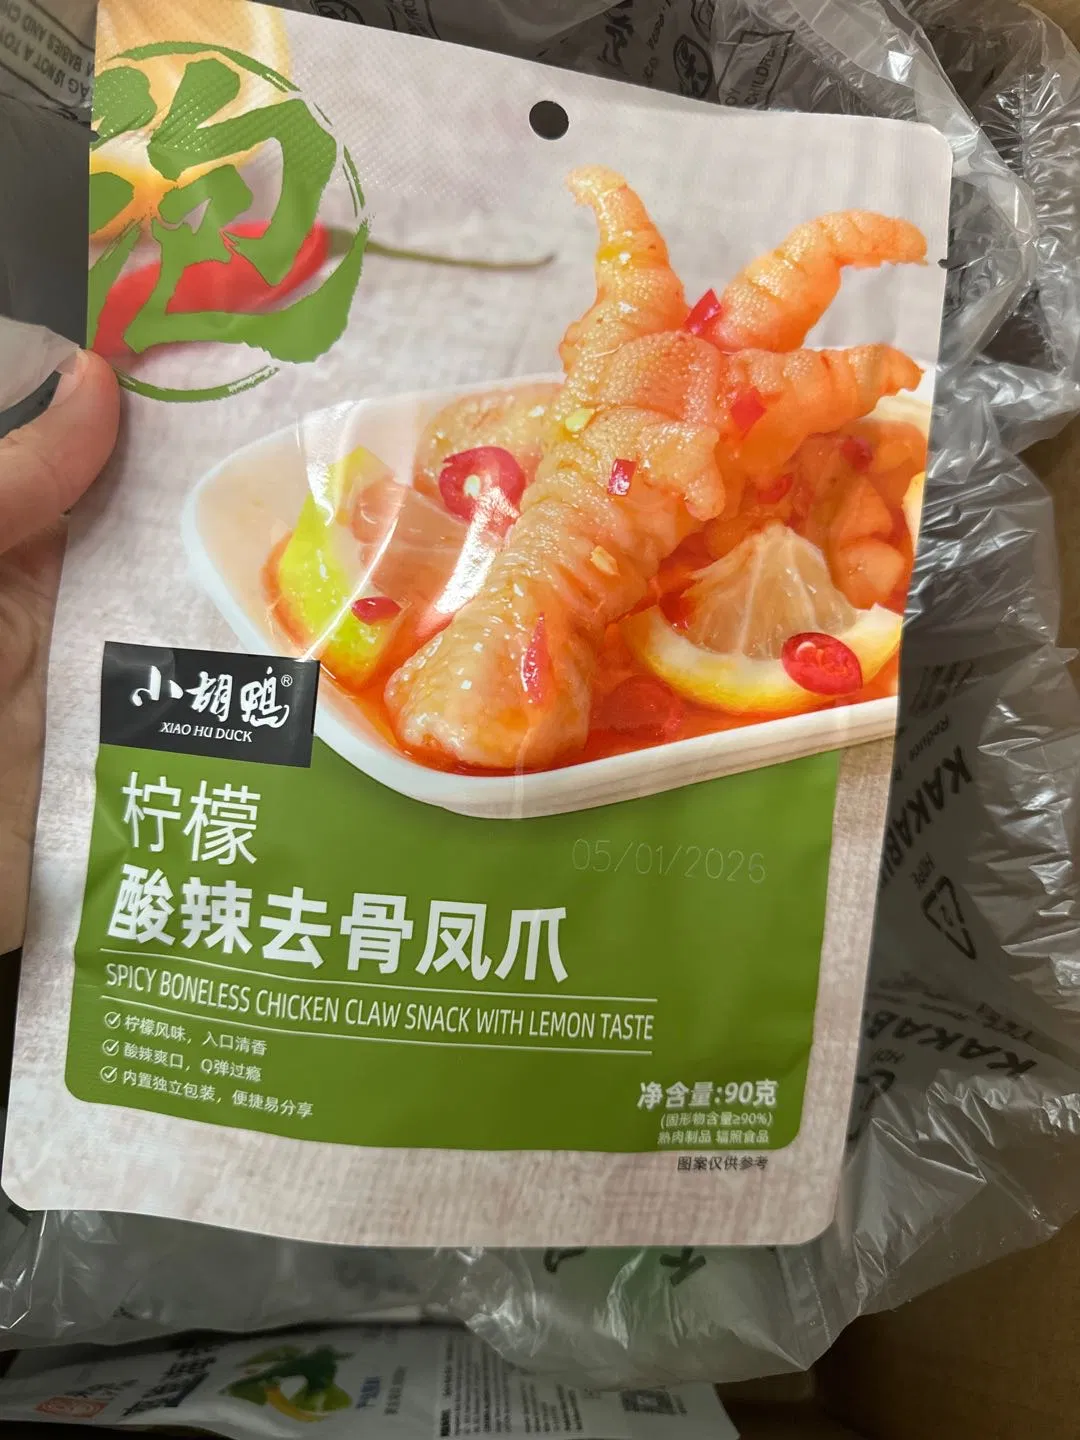 小胡鸭®
XIAO HU DUCK
柠檬
05/01/2026
酸辣去骨凤爪
SPICY BONELESS CHICKEN CLAW SNACK WITH LEMON TASTE
柠檬风味，入口清香
酸辣爽口，Q弹过瘾
内置独立包装，便捷易分享
净含量:90克
(固形物含量≥90%)
熟肉制品 辐照食品
图案仅供参考
CHILDREN
HDPE